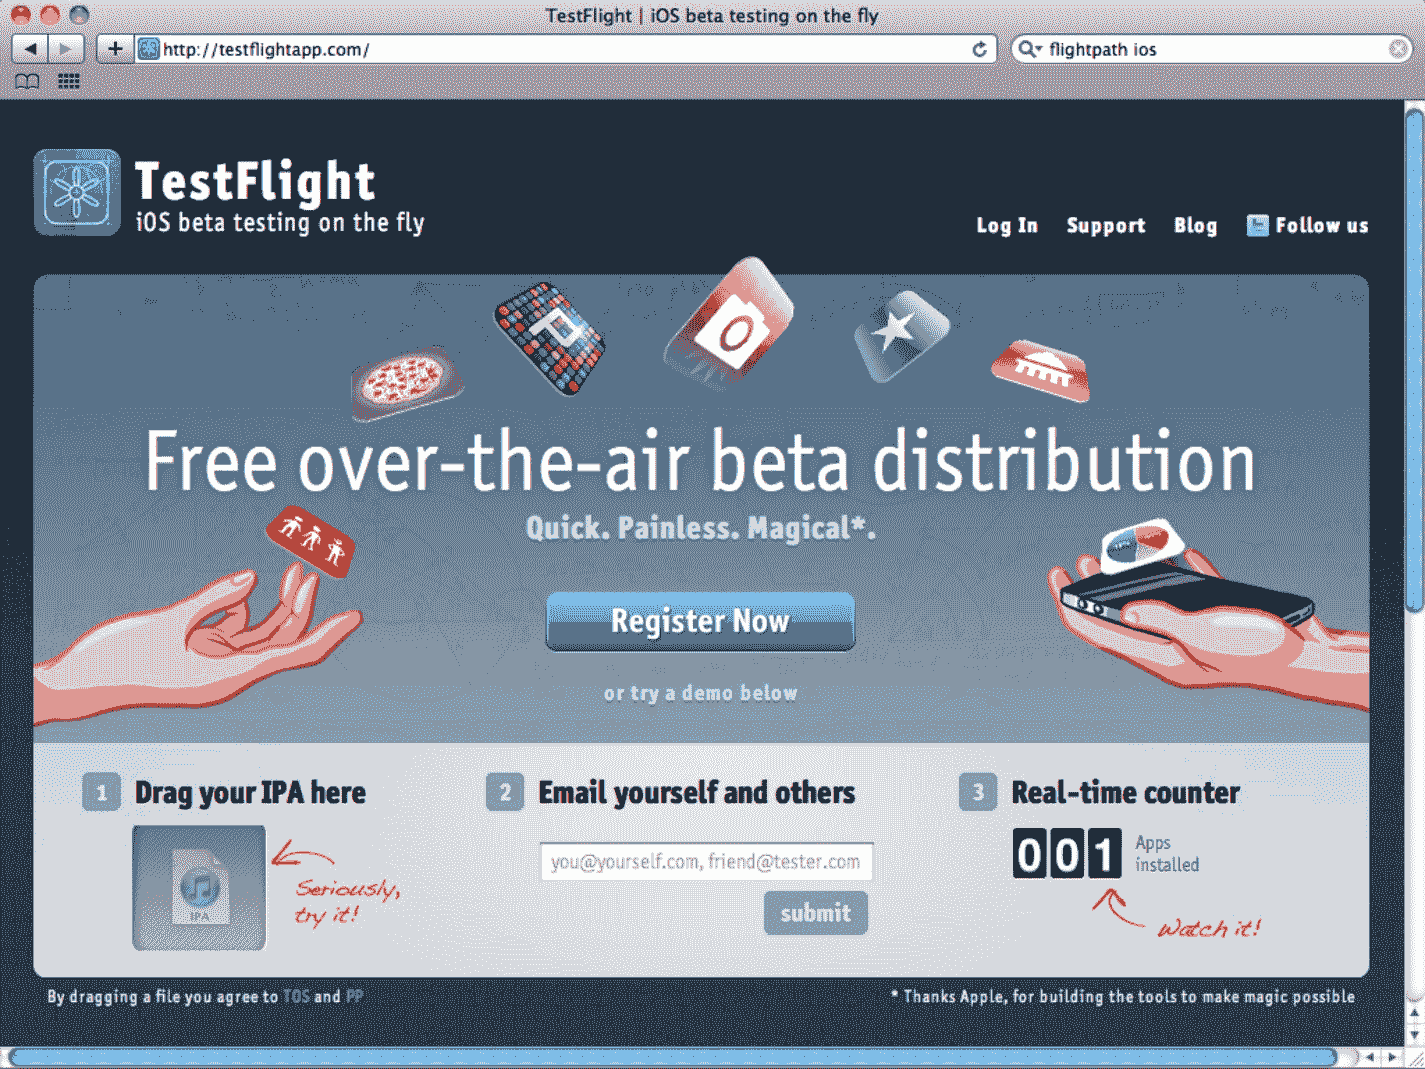 TestFlight | iOS beta testing on the fly
http://testflightapp.com/
flightpath ios
TestFlight
iOS beta testing on the fly
Log In Support Blog Follow us
P
Free over-the-air beta distribution
Quick. Painless. Magical*.
Register Now
or try a demo below
1 Drag your IPA here
IPA
Seriously,
try it!
2 Email yourself and others
you@yourself.com, friend@tester.com
submit
3 Real-time counter
001
Apps
installed
Watch it!
By dragging a file you agree to TOS and PP
* Thanks Apple, for building the tools to make magic possible